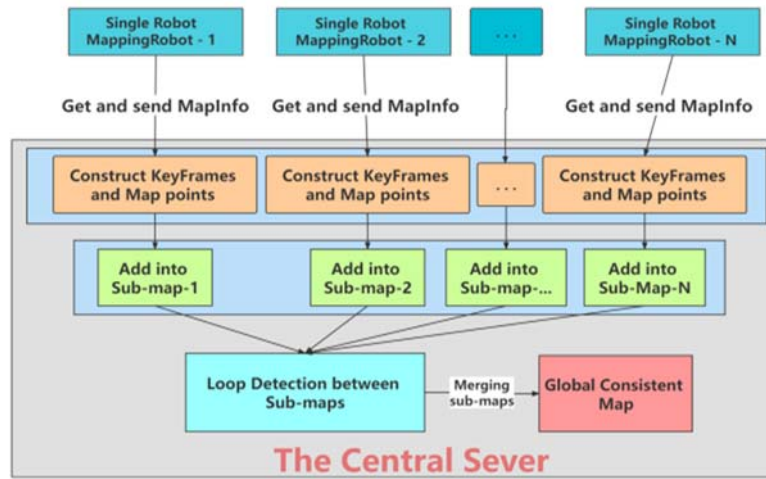 Single Robot
MappingRobot - 1
Single Robot
MappingRobot - 2
...
Single Robot
MappingRobot - N
Get and send MapInfo
Get and send MapInfo
Get and send MapInfo
Construct KeyFrames
and Map points
Construct KeyFrames
and Map points
...
Construct KeyFrames
and Map points
Add into
Sub-map-1
Add into
Sub-map-2
Add into
Sub-map-...
Add into
Sub-Map-N
Loop Detection between
Sub-maps
Merging
sub-maps
Global Consistent
Map
The Central Sever